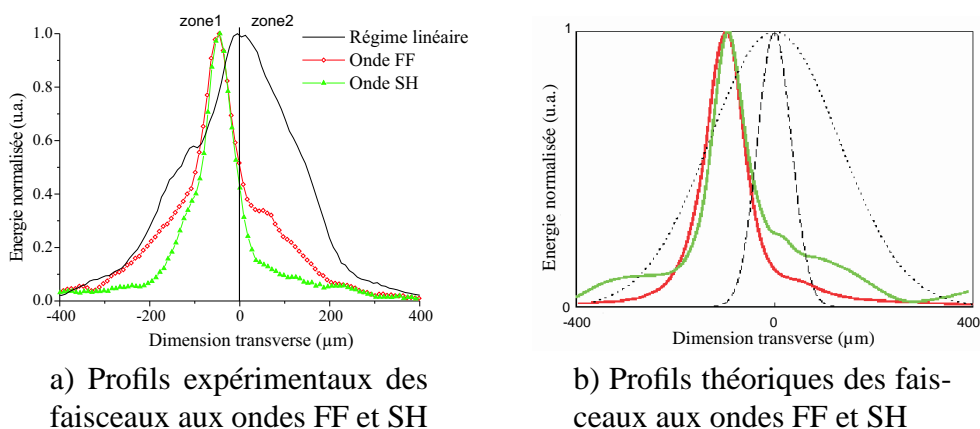 zone1 zone2
Régime linéaire
Onde FF
Onde SH
Energie normalisée (u.a.)
1.0
0.8
0.6
0.4
0.2
0.0
-400 -200 0 200 400
Dimension transverse (µm)
a) Profils expérimentaux des
faisceaux aux ondes FF et SH
Energie normalisée (u.a.)
1
1
-400 -200 0 200 400
Dimension transverse (µm)
b) Profils théoriques des fais-
ceaux aux ondes FF et SH